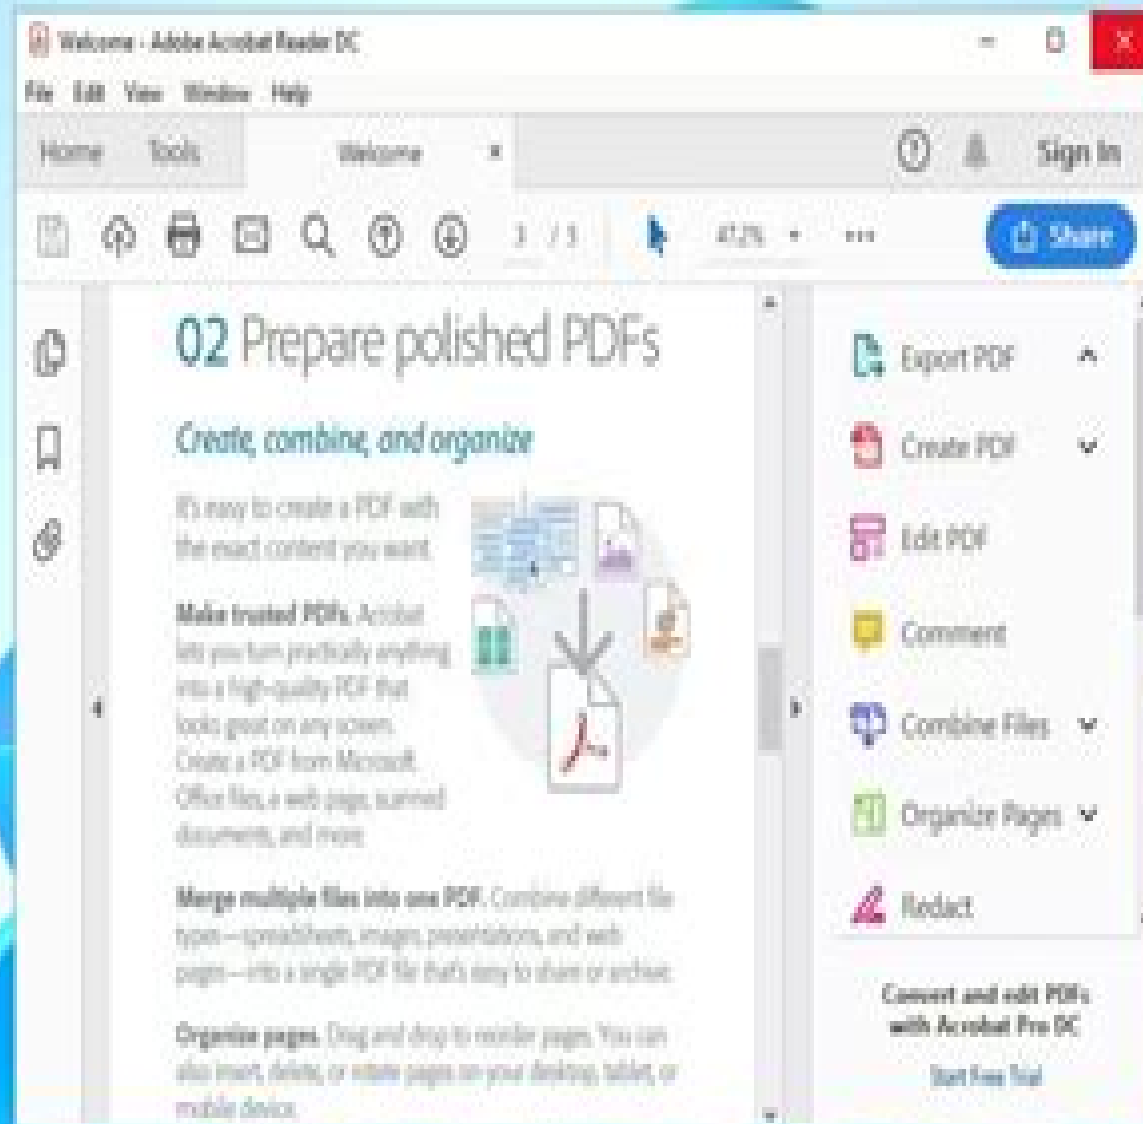 Welcome - Adobe Acrobat Reader DC
File Edit View Window Help
Home Tools Welcome × Sign In
3 / 5 47.2% Share
02 Prepare polished PDFs
Create, combine, and organize
It's easy to create a PDF with
the exact content you want.
Make trusted PDFs. Acrobat
lets you turn practically anything
into a high-quality PDF that
looks great on any screen.
Create a PDF from Microsoft
Office files, a web page, scanned
documents, and more.
Merge multiple files into one PDF. Combine different file
types—spreadsheets, images, presentations, and web
pages—into a single PDF file that's easy to share or archive.
Organize pages. Drag and drop to reorder pages. You can
also insert, delete, or rotate pages on your desktop, tablet, or
mobile device.
Export PDF
Create PDF
Edit PDF
Comment
Combine Files
Organize Pages
Redact
Convert and edit PDFs
with Acrobat Pro DC
Start Free Trial